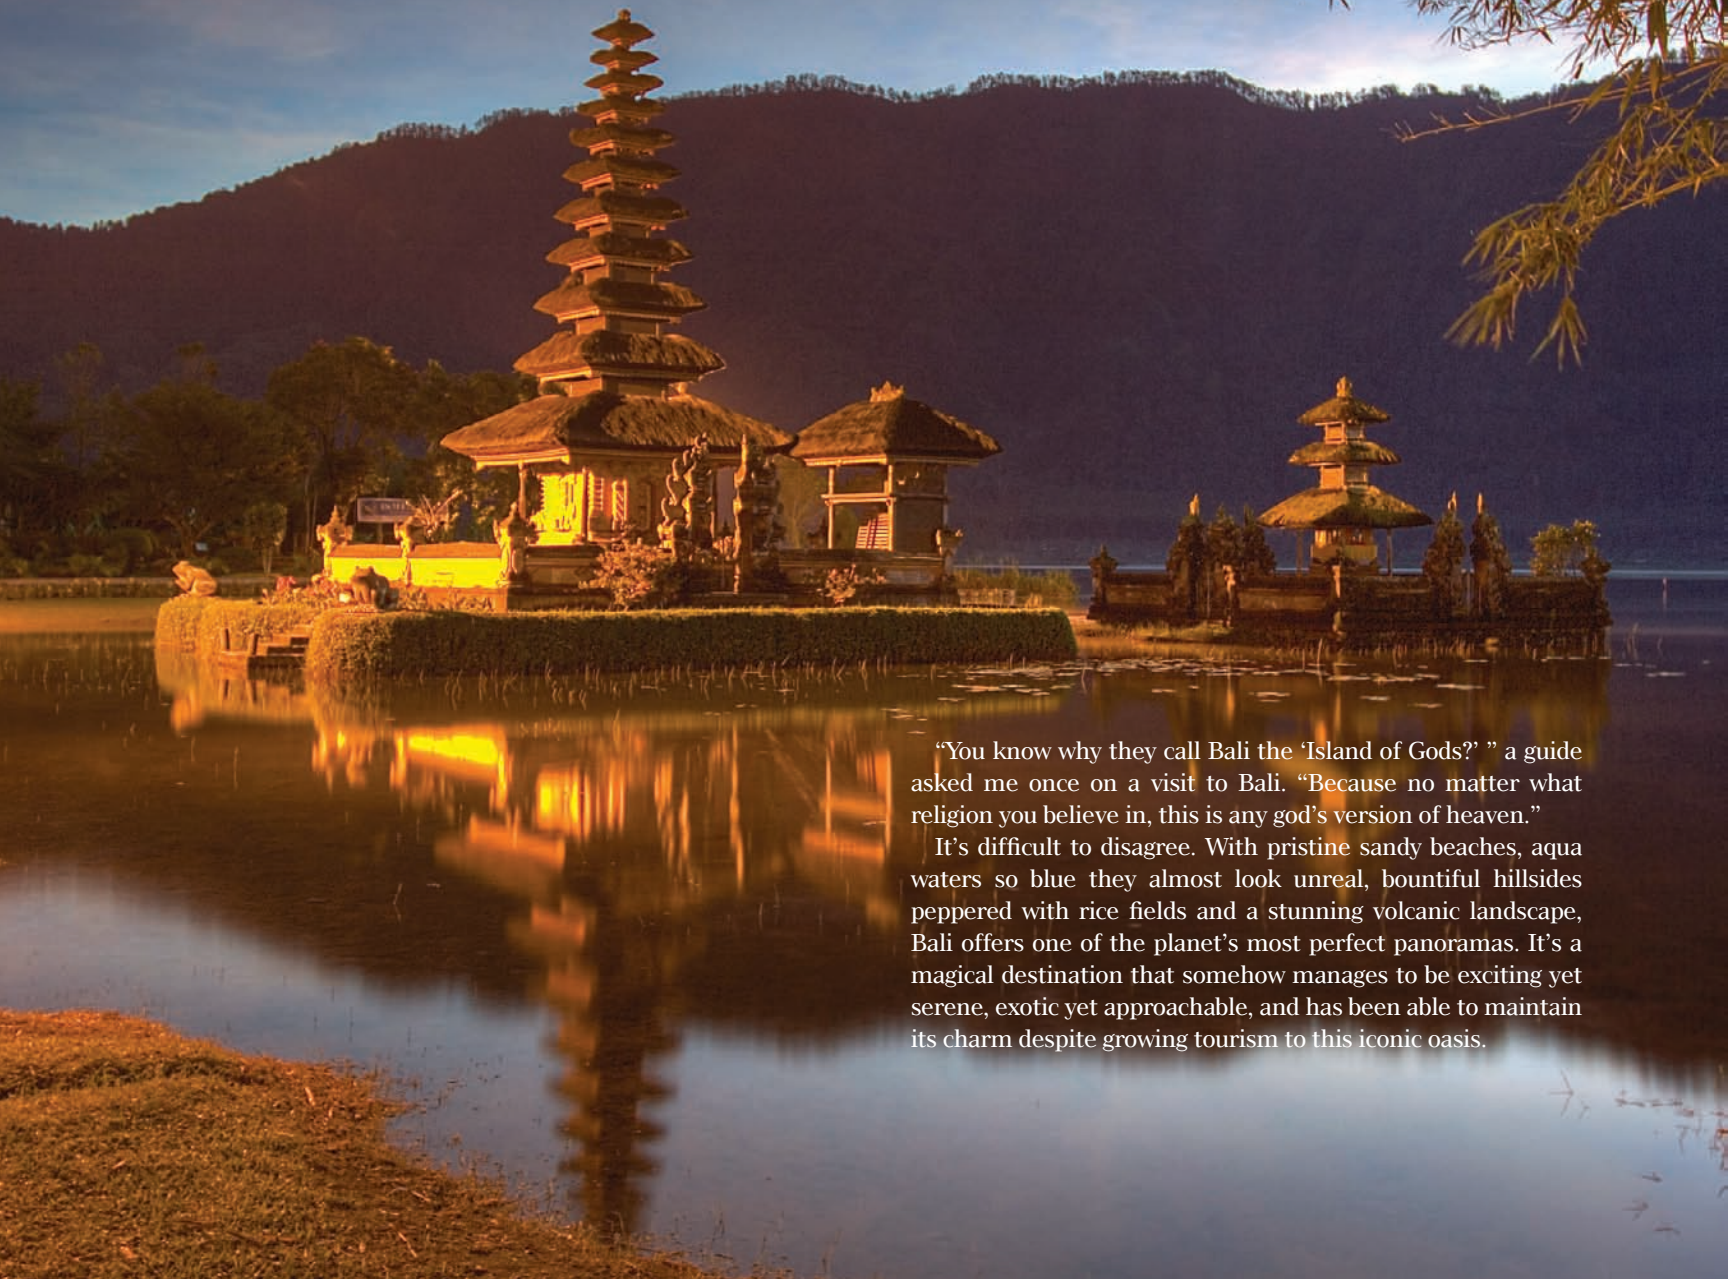 “You know why they call Bali the ‘Island of Gods?’ ” a guide
asked me once on a visit to Bali. “Because no matter what
religion you believe in, this is any god’s version of heaven.”
It’s difficult to disagree. With pristine sandy beaches, aqua
waters so blue they almost look unreal, bountiful hillsides
peppered with rice fields and a stunning volcanic landscape,
Bali offers one of the planet’s most perfect panoramas. It’s a
magical destination that somehow manages to be exciting yet
serene, exotic yet approachable, and has been able to maintain
its charm despite growing tourism to this iconic oasis.